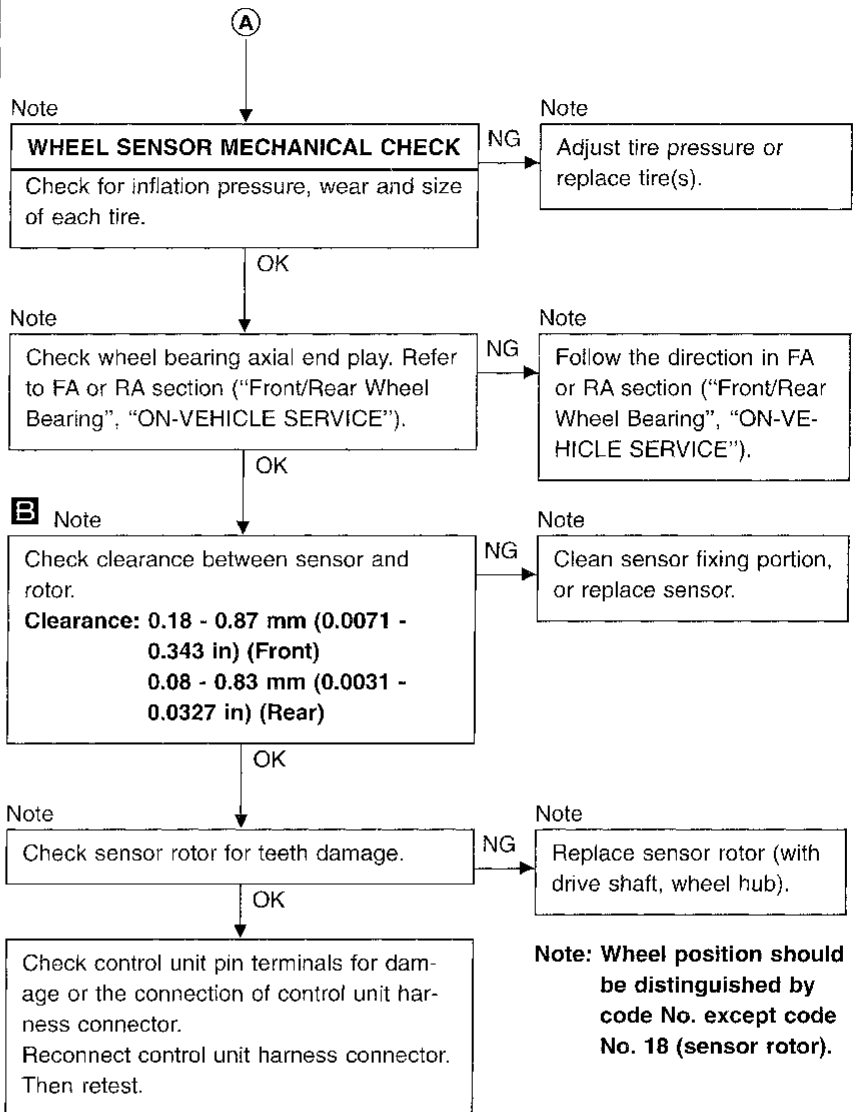 A
Note
WHEEL SENSOR MECHANICAL CHECK
Check for inflation pressure, wear and size
of each tire.
NG
Note
Adjust tire pressure or
replace tire(s).
OK
Note
Check wheel bearing axial end play. Refer
to FA or RA section (“Front/Rear Wheel
Bearing”, “ON-VEHICLE SERVICE”).
NG
Note
Follow the direction in FA
or RA section (“Front/Rear
Wheel Bearing”, “ON-VE-
HICLE SERVICE”).
OK
B Note
Check clearance between sensor and
rotor.
Clearance: 0.18 - 0.87 mm (0.0071 -
0.343 in) (Front)
0.08 - 0.83 mm (0.0031 -
0.0327 in) (Rear)
NG
Note
Clean sensor fixing portion,
or replace sensor.
OK
Note
Check sensor rotor for teeth damage.
NG
Note
Replace sensor rotor (with
drive shaft, wheel hub).
OK
Check control unit pin terminals for dam-
age or the connection of control unit har-
ness connector.
Reconnect control unit harness connector.
Then retest.
Note: Wheel position should
be distinguished by
code No. except code
No. 18 (sensor rotor).